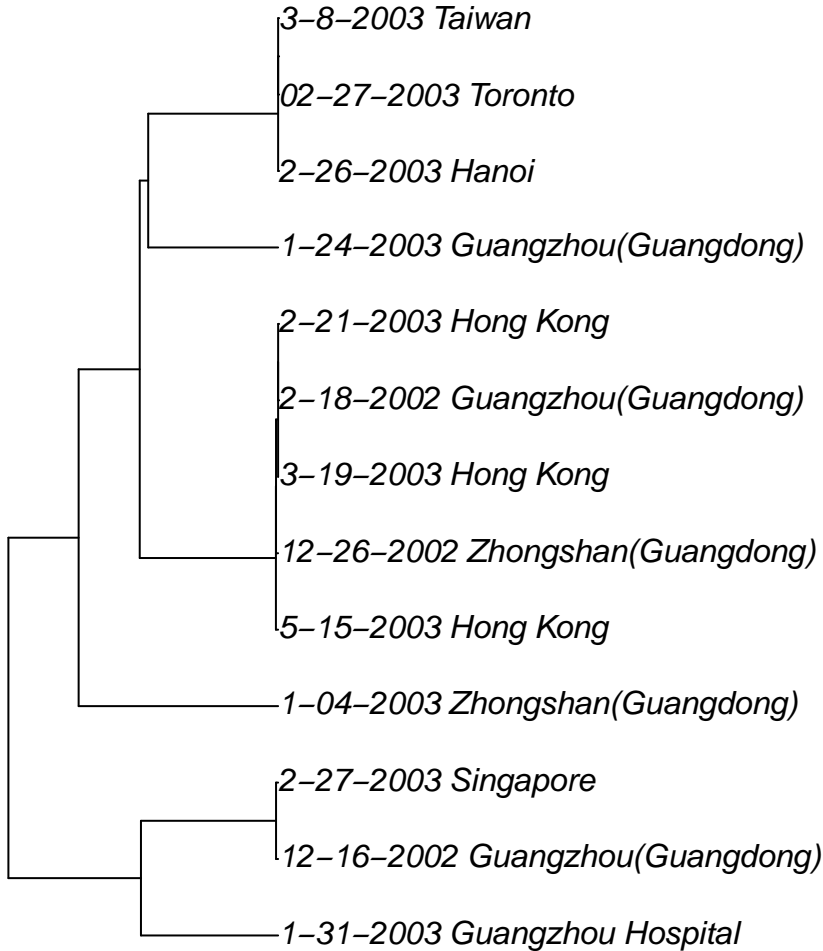 3–8–2003 Taiwan
02–27–2003 Toronto
2–26–2003 Hanoi
1–24–2003 Guangzhou(Guangdong)
2–21–2003 Hong Kong
2–18–2002 Guangzhou(Guangdong)
3–19–2003 Hong Kong
12–26–2002 Zhongshan(Guangdong)
5–15–2003 Hong Kong
1–04–2003 Zhongshan(Guangdong)
2–27–2003 Singapore
12–16–2002 Guangzhou(Guangdong)
1–31–2003 Guangzhou Hospital